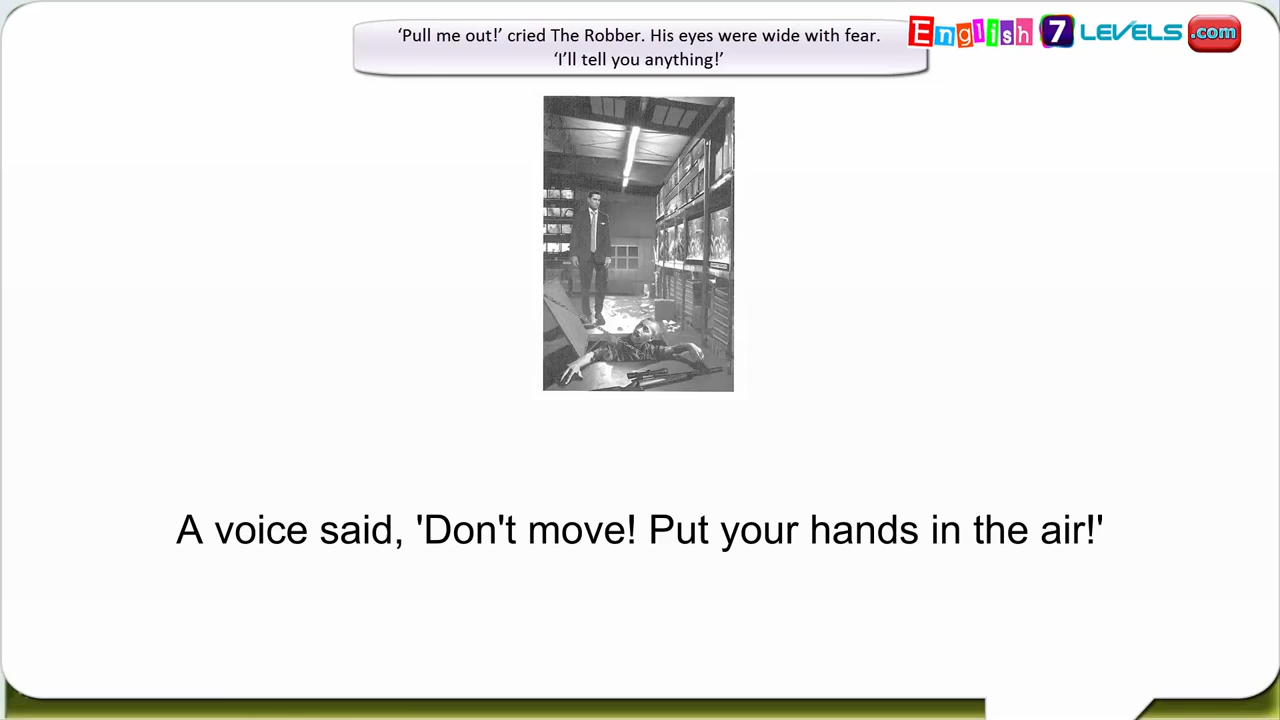 ‘Pull me out!’ cried The Robber. His eyes were wide with fear.
‘I’ll tell you anything!’
English 7 LEVELS .com
A voice said, 'Don't move! Put your hands in the air!'